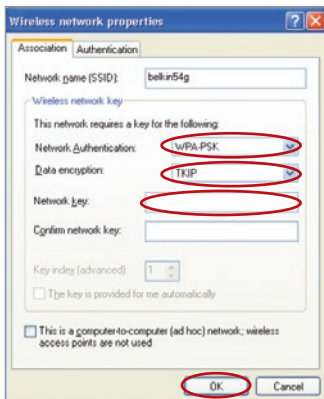 Wireless network properties
Association Authentication
Network name (SSID): belkin54g
Wireless network key
This network requires a key for the following:
Network Authentication: WPA-PSK
Data encryption: TKIP
Network key:
Confirm network key:
Key index (advanced): 1
The key is provided for me automatically
This is a computer-to-computer (ad hoc) network; wireless
access points are not used
OK Cancel